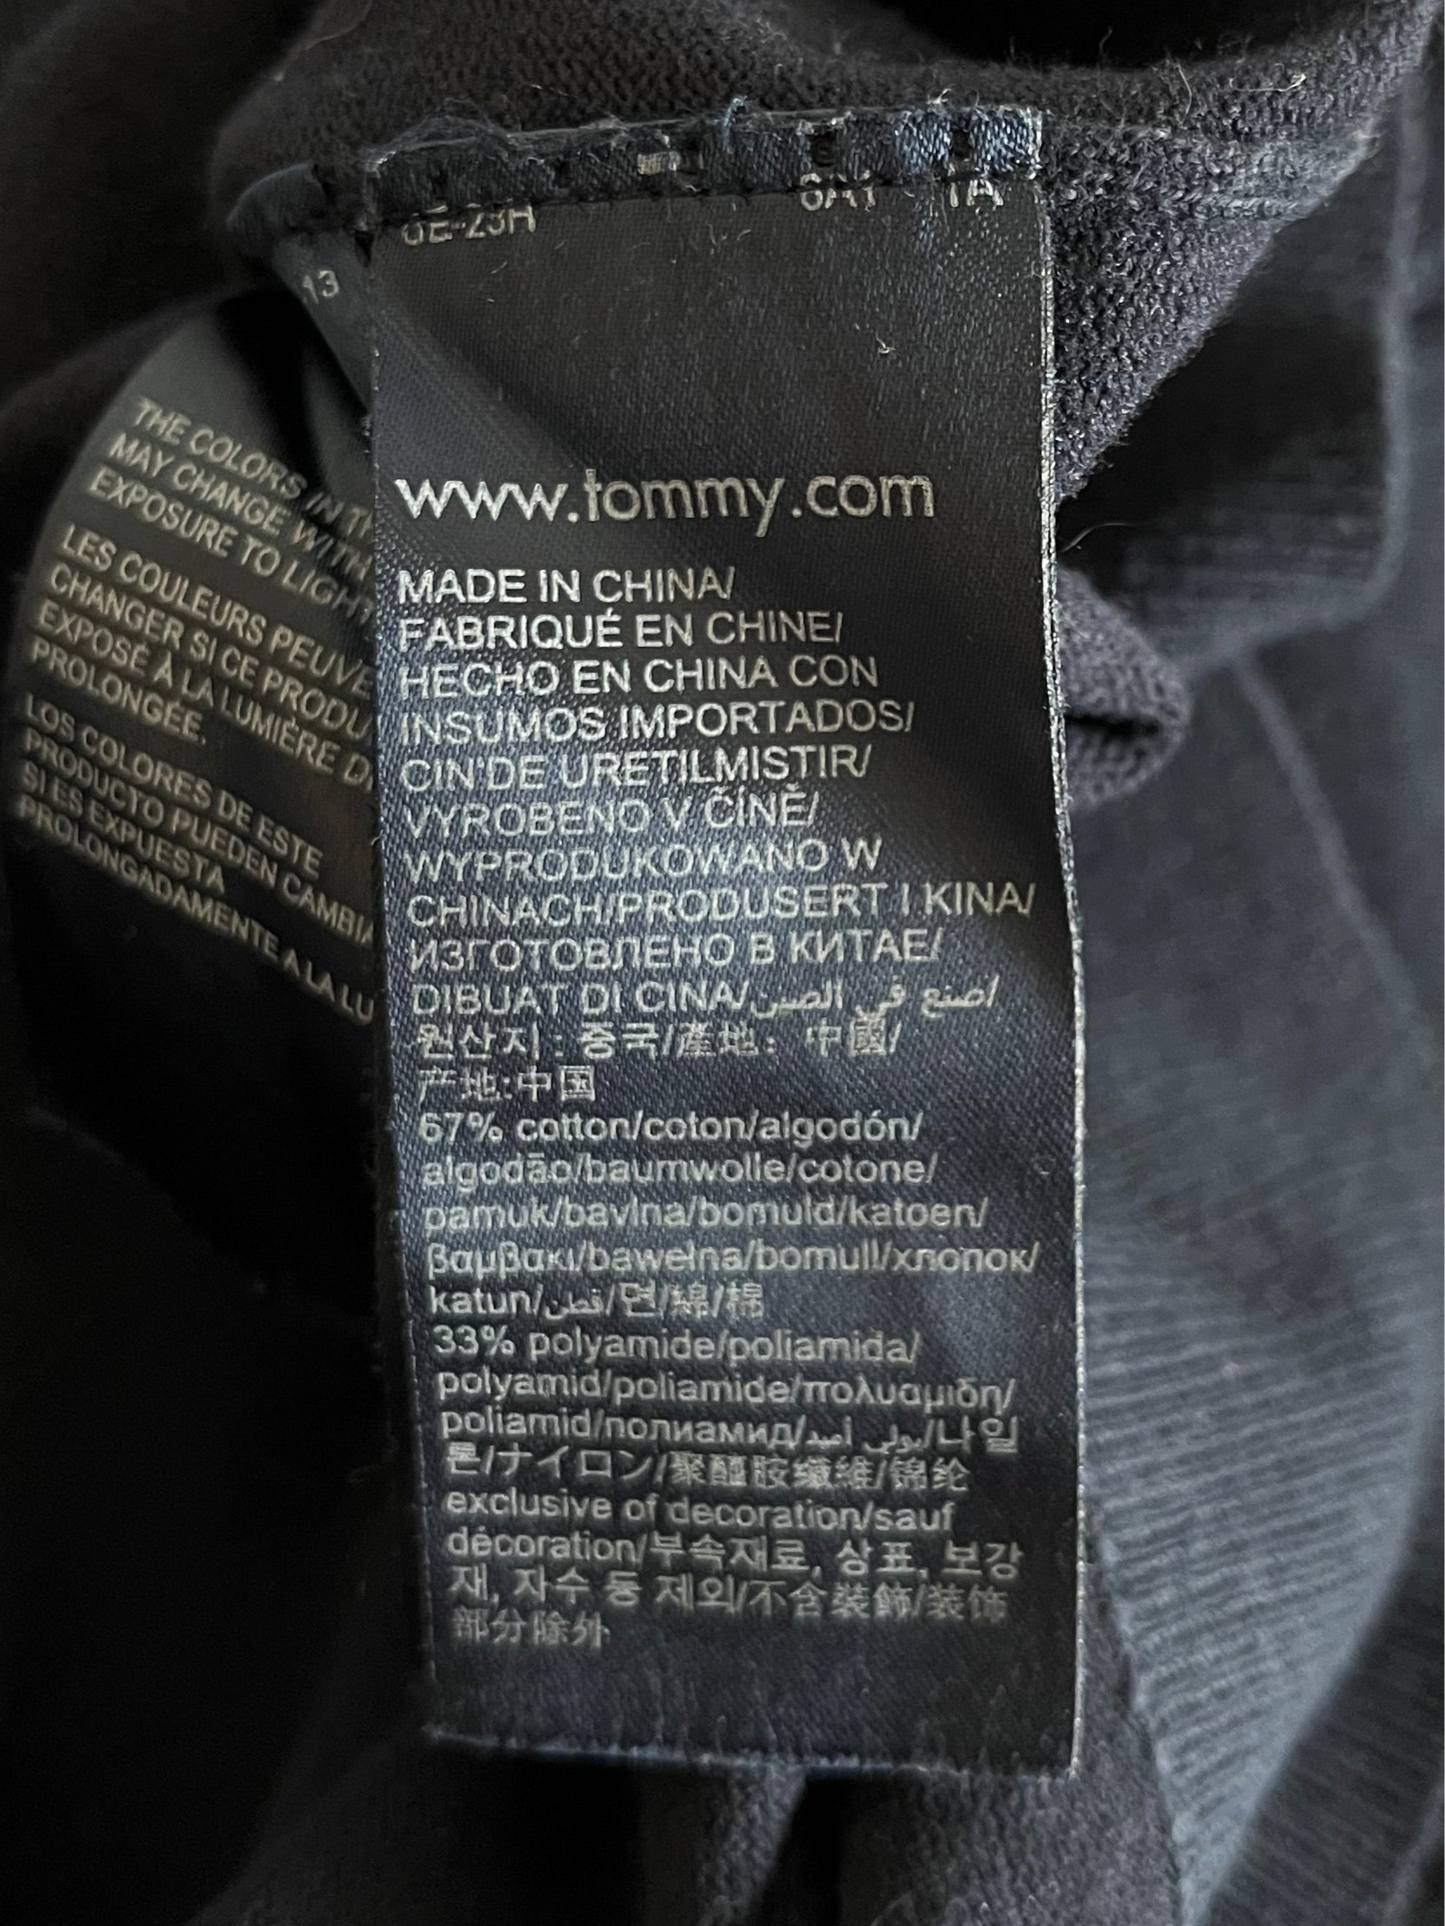 13
THE COLORS IN
MAY CHANGE WITH
EXPOSURE TO LIGHT
LES COULEURS PEUVE
CHANGER SI CE PRODU
EXPOSÉ À LA LUMIÈRE D
PROLONGÉE.
LOS COLORES DE ESTE
PRODUCTO PUEDEN CAMBIA
SI ES EXPUESTA
PROLONGADAMENTE A LA LU
www.tommy.com
MADE IN CHINA/
FABRIQUÉ EN CHINE/
HECHO EN CHINA CON
INSUMOS IMPORTADOS/
CIN'DE URETILMISTIR/
VYROBENO V ČÍNĚ/
WYPRODUKOWANO W
CHINACH/PRODUSERT I KINA/
ИЗГОТОВЛЕНО В КИТАЕ/
DIBUAT DI CINA/صنع في الصين/
원산지 : 중국/產地 : 中國/
产地:中国
67% cotton/coton/algodón/
algodão/baumwolle/cotone/
pamuk/bavlna/bomuld/katoen/
βαμβακι/bawełna/bomull/хлопок/
katun/قطن/면/綿/棉
33% polyamide/poliamida/
polyamid/poliamide/πολυαμιδη/
poliamid/полиамид/بولي أميد/나일
론/ナイロン/聚醯胺纖維/锦纶
exclusive of decoration/sauf
décoration/부속재료, 상표, 보강
재, 자수 등 제외/不含裝飾/装饰
部分除外